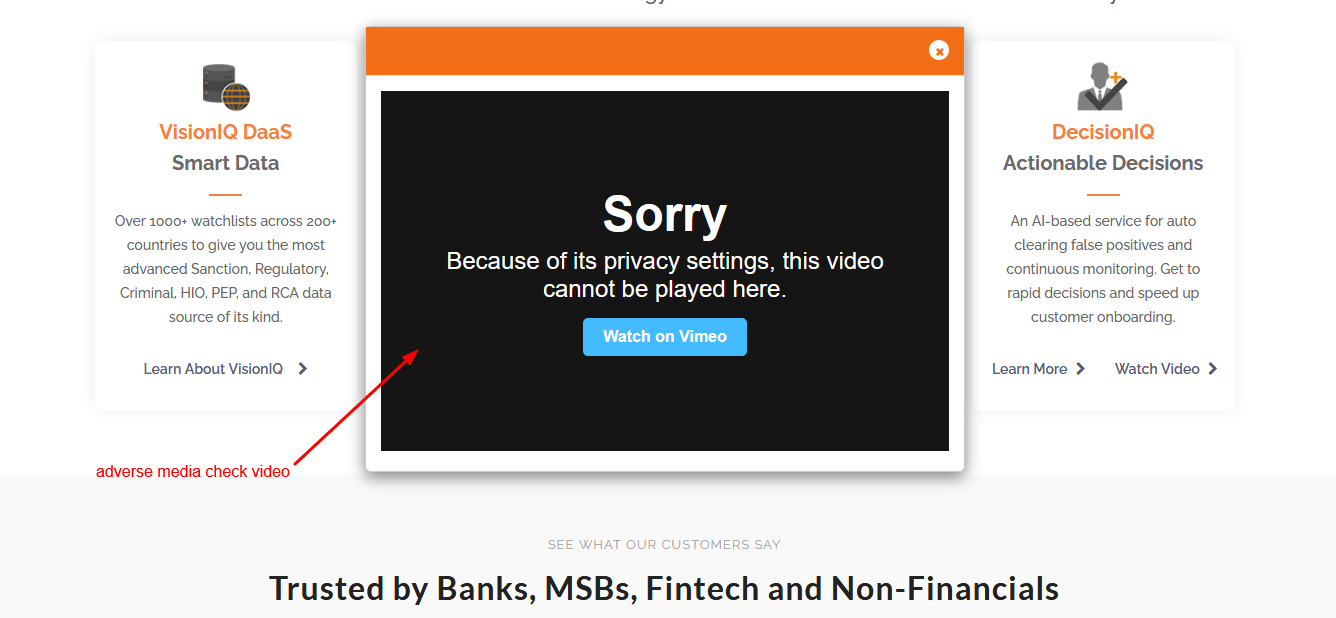 VisionIQ DaaS
Smart Data
Over 1000+ watchlists across 200+
countries to give you the most
advanced Sanction, Regulatory,
Criminal, HIO, PEP, and RCA data
source of its kind.
Learn About VisionIQ
Sorry
Because of its privacy settings, this video
cannot be played here.
Watch on Vimeo
DecisionIQ
Actionable Decisions
An AI-based service for auto
clearing false positives and
continuous monitoring. Get to
rapid decisions and speed up
customer onboarding.
Learn More
Watch Video
adverse media check video
SEE WHAT OUR CUSTOMERS SAY
Trusted by Banks, MSBs, Fintech and Non-Financials